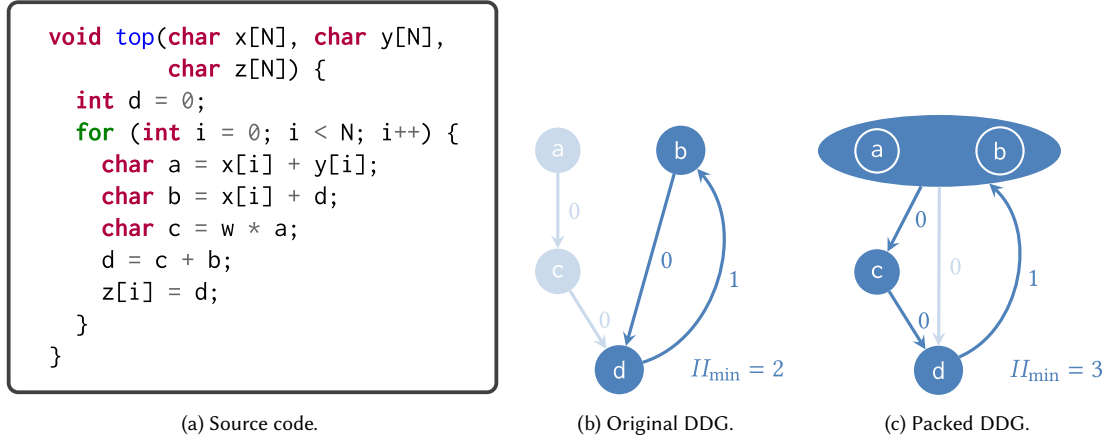 void top(char x[N], char y[N],
char z[N]) {
int d = 0;
for (int i = 0; i < N; i++) {
char a = x[i] + y[i];
char b = x[i] + d;
char c = w * a;
d = c + b;
z[i] = d;
}
}
(a) Source code.
a
b
0
c
0
1
0
d
II_min = 2
(b) Original DDG.
a
b
0
c
0
1
0
d
II_min = 3
(c) Packed DDG.